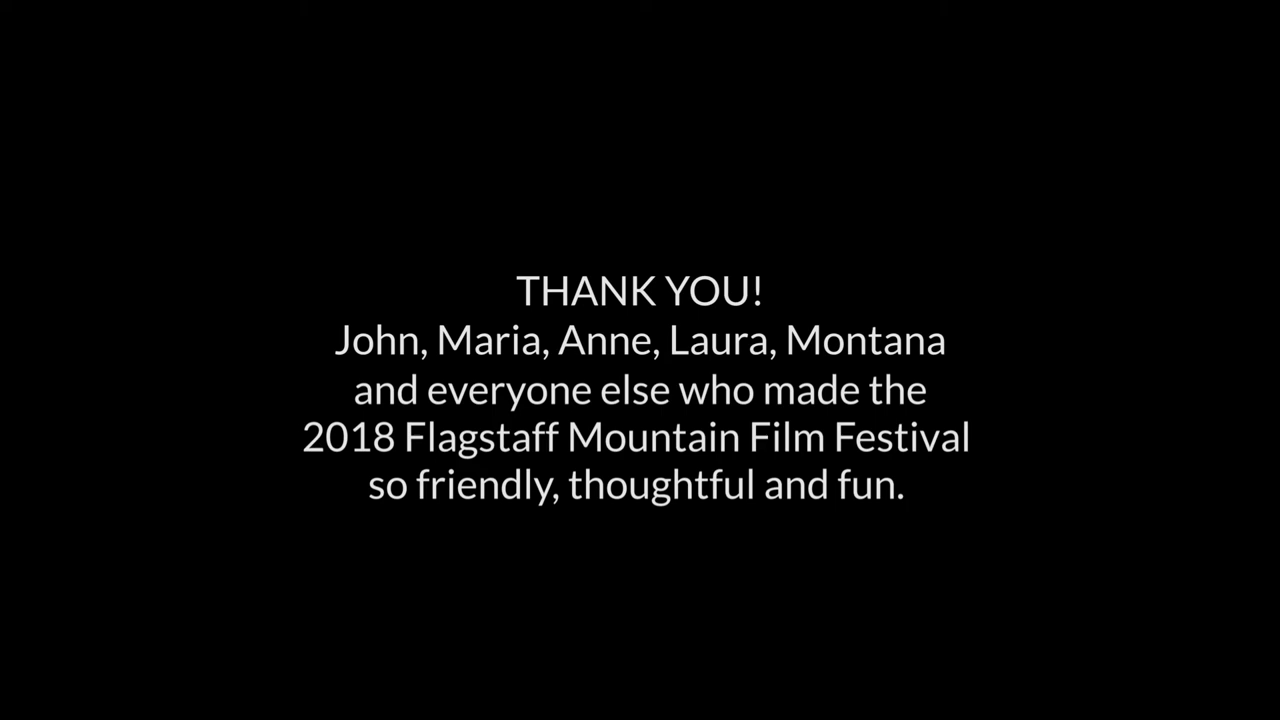 THANK YOU!
John, Maria, Anne, Laura, Montana
and everyone else who made the
2018 Flagstaff Mountain Film Festival
so friendly, thoughtful and fun.